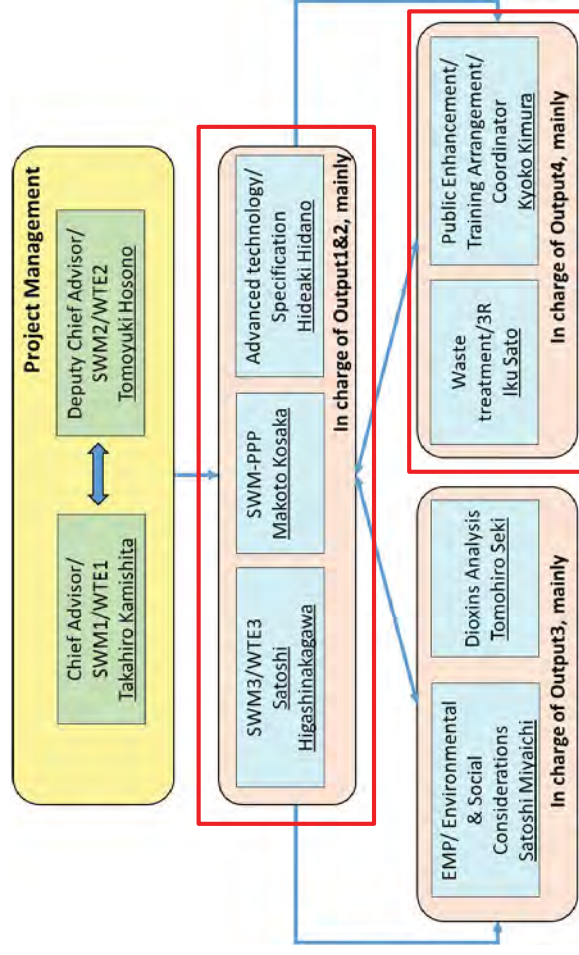 Project Management
Chief Advisor/
SWM1/WTE1
Takahiro Kamishita
Deputy Chief Advisor/
SWM2/WTE2
Tomoyuki Hosono
SWM3/WTE3
Satoshi
Higashinakagawa
SWM-PPP
Makoto Kosaka
Advanced technology/
Specification
Hideaki Hidano
In charge of Output1&2, mainly
EMP/ Environmental
& Social
Considerations
Satoshi Miyaichi
Dioxins Analysis
Tomohiro Seki
In charge of Output3, mainly
Waste
treatment/3R
Iku Sato
Public Enhancement/
Training Arrangement/
Coordinator
Kyoko Kimura
In charge of Output4, mainly